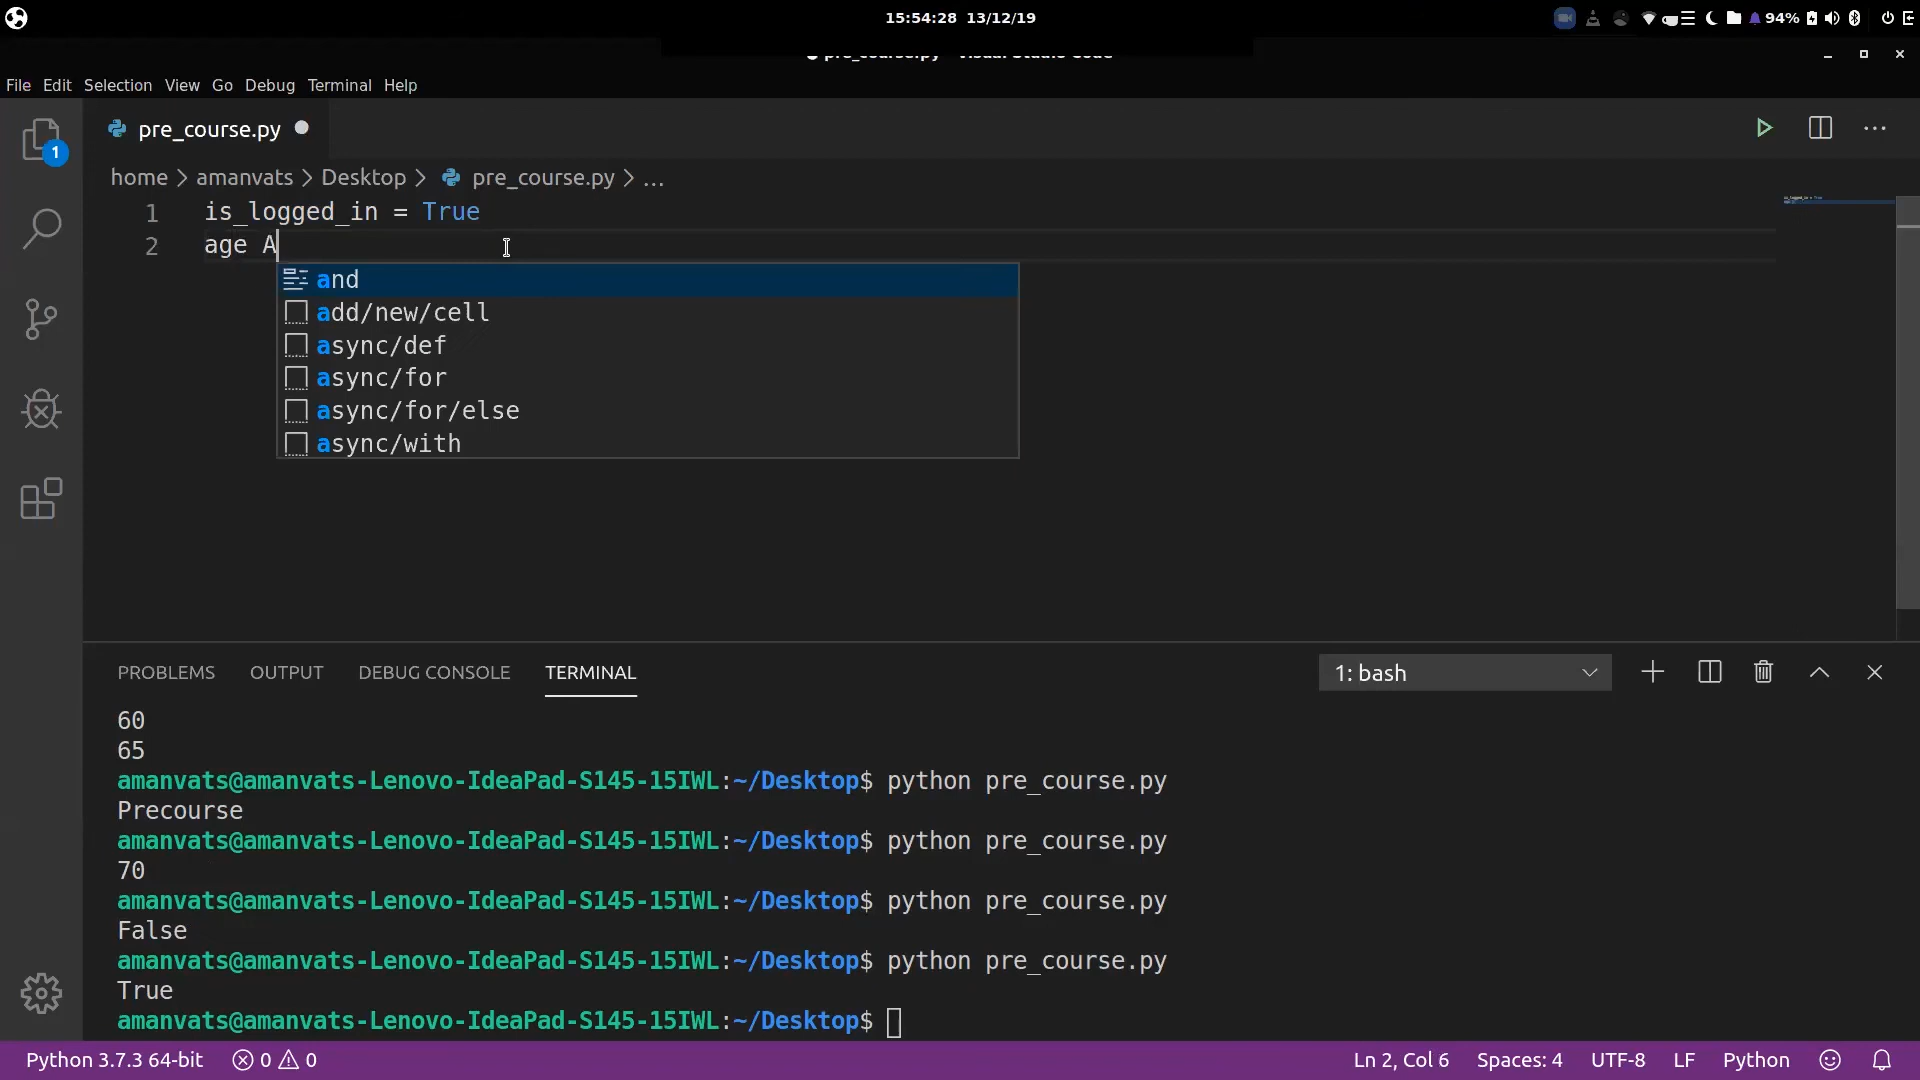 15:54:28 13/12/19
94%
pre_course.py - Visual Studio Code
File Edit Selection View Go Debug Terminal Help
1
pre_course.py
home > amanvats > Desktop > pre_course.py > ...
1 is_logged_in = True
2 age A
and
add/new/cell
async/def
async/for
async/for/else
async/with
PROBLEMS OUTPUT DEBUG CONSOLE TERMINAL
1: bash
60
65
amanvats@amanvats-Lenovo-IdeaPad-S145-15IWL:~/Desktop$ python pre_course.py
Precourse
amanvats@amanvats-Lenovo-IdeaPad-S145-15IWL:~/Desktop$ python pre_course.py
70
amanvats@amanvats-Lenovo-IdeaPad-S145-15IWL:~/Desktop$ python pre_course.py
False
amanvats@amanvats-Lenovo-IdeaPad-S145-15IWL:~/Desktop$ python pre_course.py
True
amanvats@amanvats-Lenovo-IdeaPad-S145-15IWL:~/Desktop$
Python 3.7.3 64-bit 0 0
Ln 2, Col 6 Spaces: 4 UTF-8 LF Python